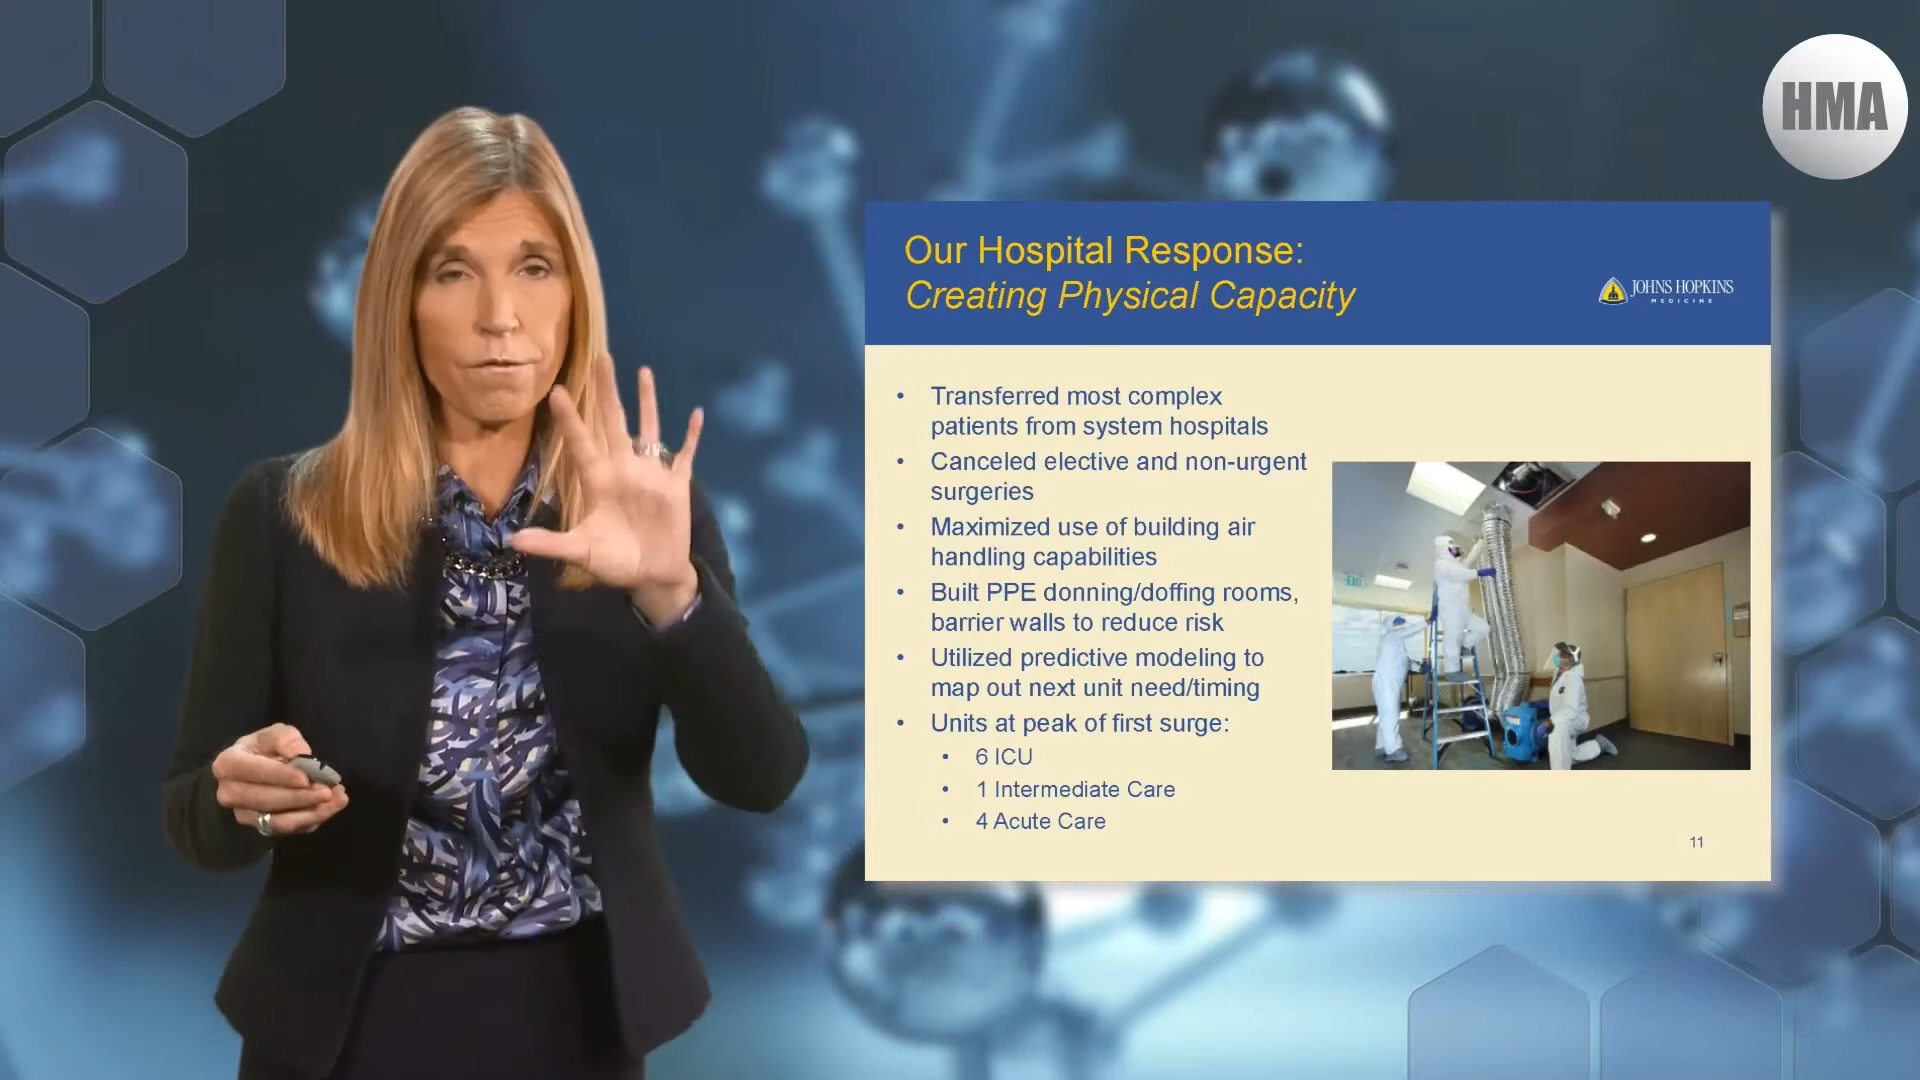 HMA
Our Hospital Response:
Creating Physical Capacity
JOHNS HOPKINS
MEDICINE
• Transferred most complex
patients from system hospitals
• Canceled elective and non-urgent
surgeries
• Maximized use of building air
handling capabilities
• Built PPE donning/doffing rooms,
barrier walls to reduce risk
• Utilized predictive modeling to
map out next unit need/timing
• Units at peak of first surge:
• 6 ICU
• 1 Intermediate Care
• 4 Acute Care
EXIT
11